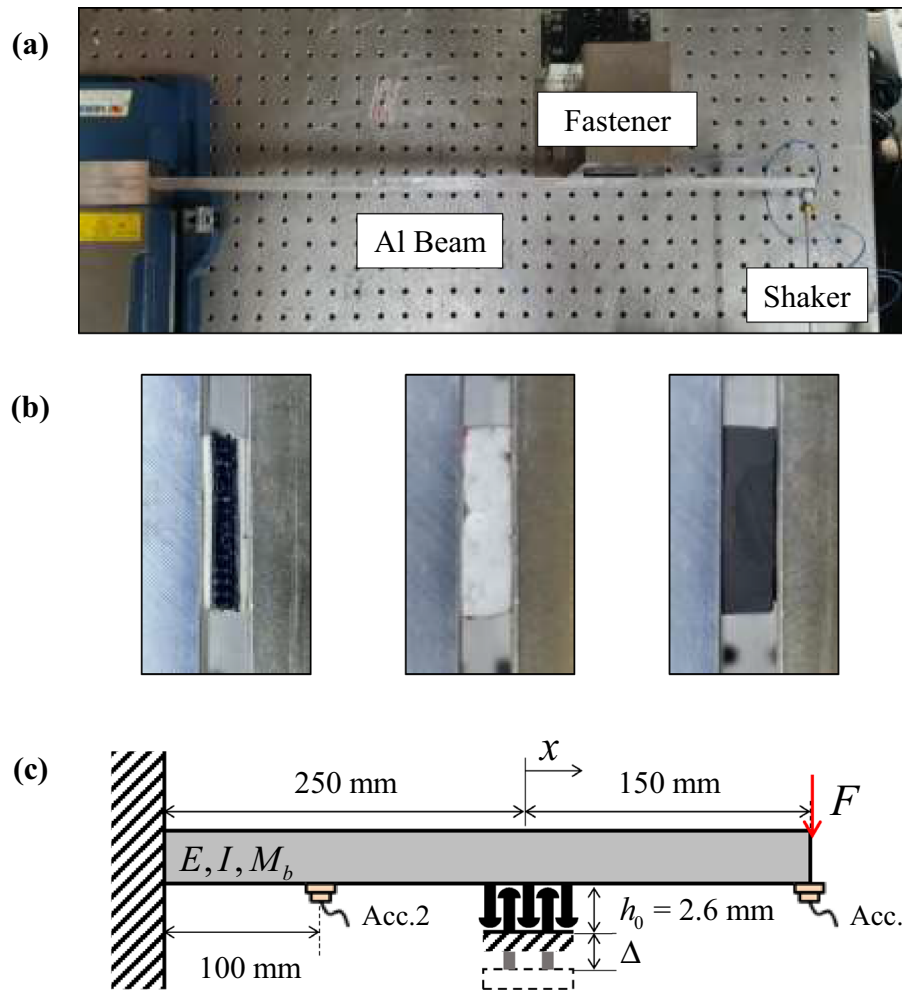 (a)
Fastener
Al Beam
Shaker
(b)
(c)
x
250 mm
150 mm
F
E, I, M_b
Acc.2
h_0 = 2.6 mm
Acc.
100 mm
Δ